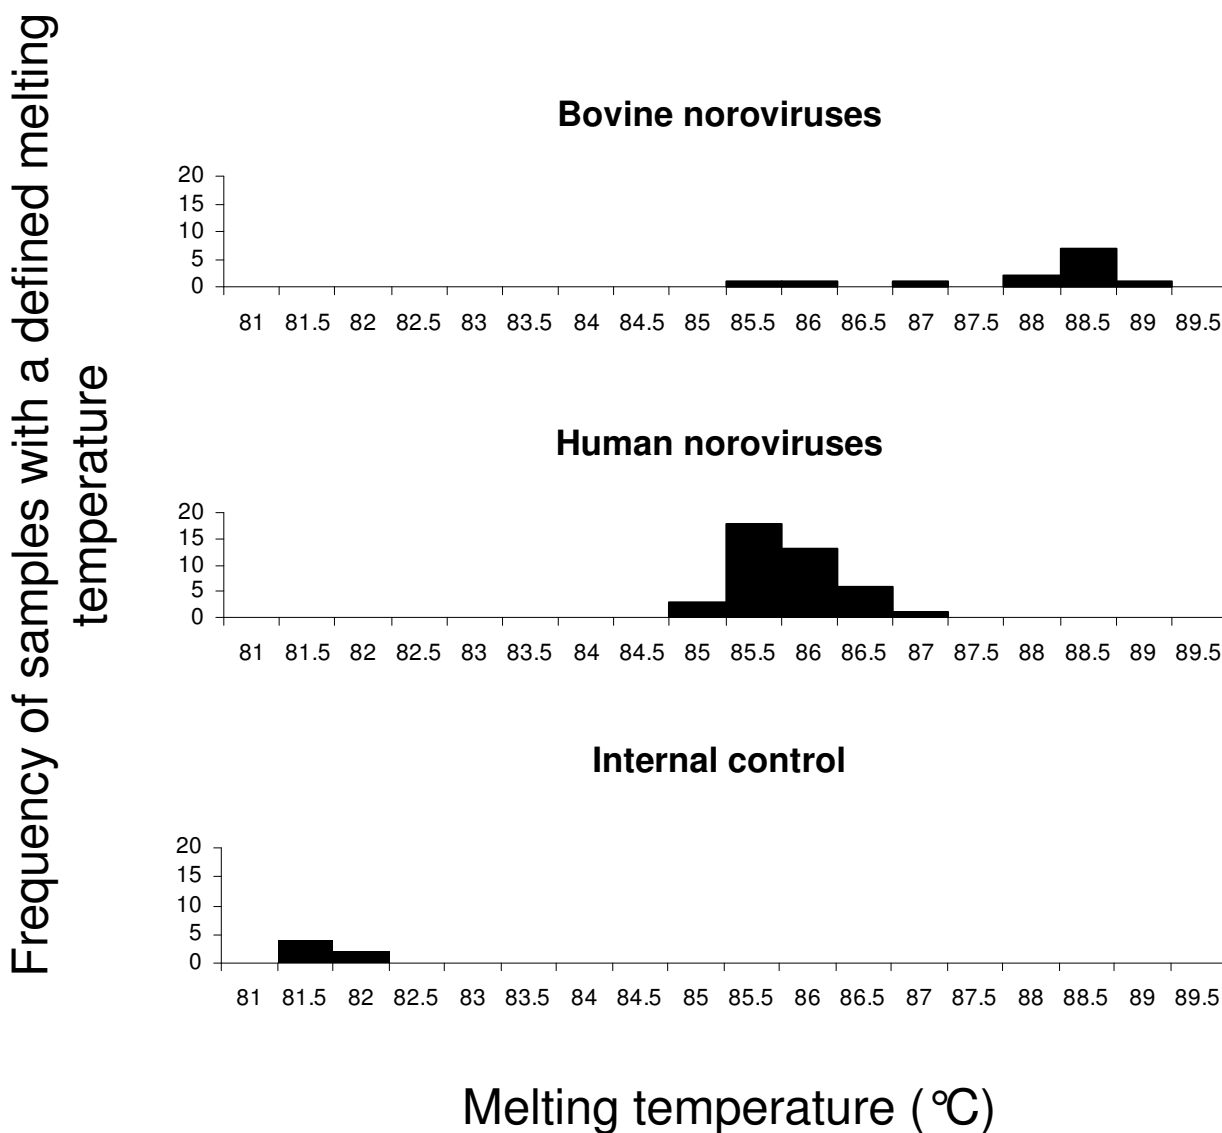 Frequency of samples with a defined melting
temperature
Bovine noroviruses
20
15
10
5
0
81 81.5 82 82.5 83 83.5 84 84.5 85 85.5 86 86.5 87 87.5 88 88.5 89 89.5
Human noroviruses
20
15
10
5
0
81 81.5 82 82.5 83 83.5 84 84.5 85 85.5 86 86.5 87 87.5 88 88.5 89 89.5
Internal control
20
15
10
5
0
81 81.5 82 82.5 83 83.5 84 84.5 85 85.5 86 86.5 87 87.5 88 88.5 89 89.5
Melting temperature (°C)